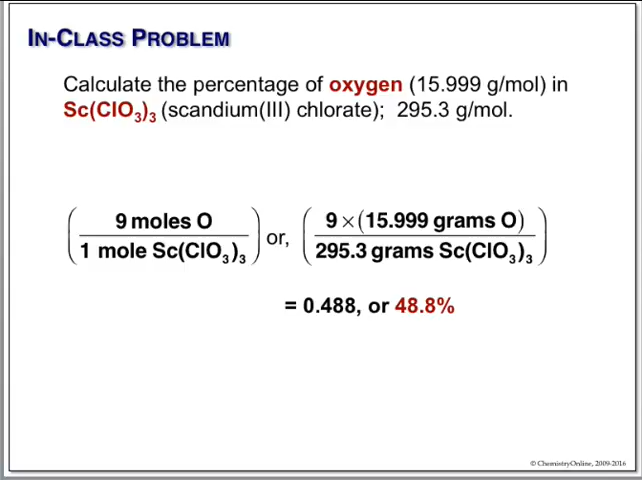 IN-CLASS PROBLEM
Calculate the percentage of oxygen (15.999 g/mol) in
Sc(ClO₃)₃ (scandium(III) chlorate); 295.3 g/mol.
(9 moles O / 1 mole Sc(ClO₃)₃) or, (9 × (15.999 grams O) / 295.3 grams Sc(ClO₃)₃)
= 0.488, or 48.8%
© ChemistryOnline, 2009-2016